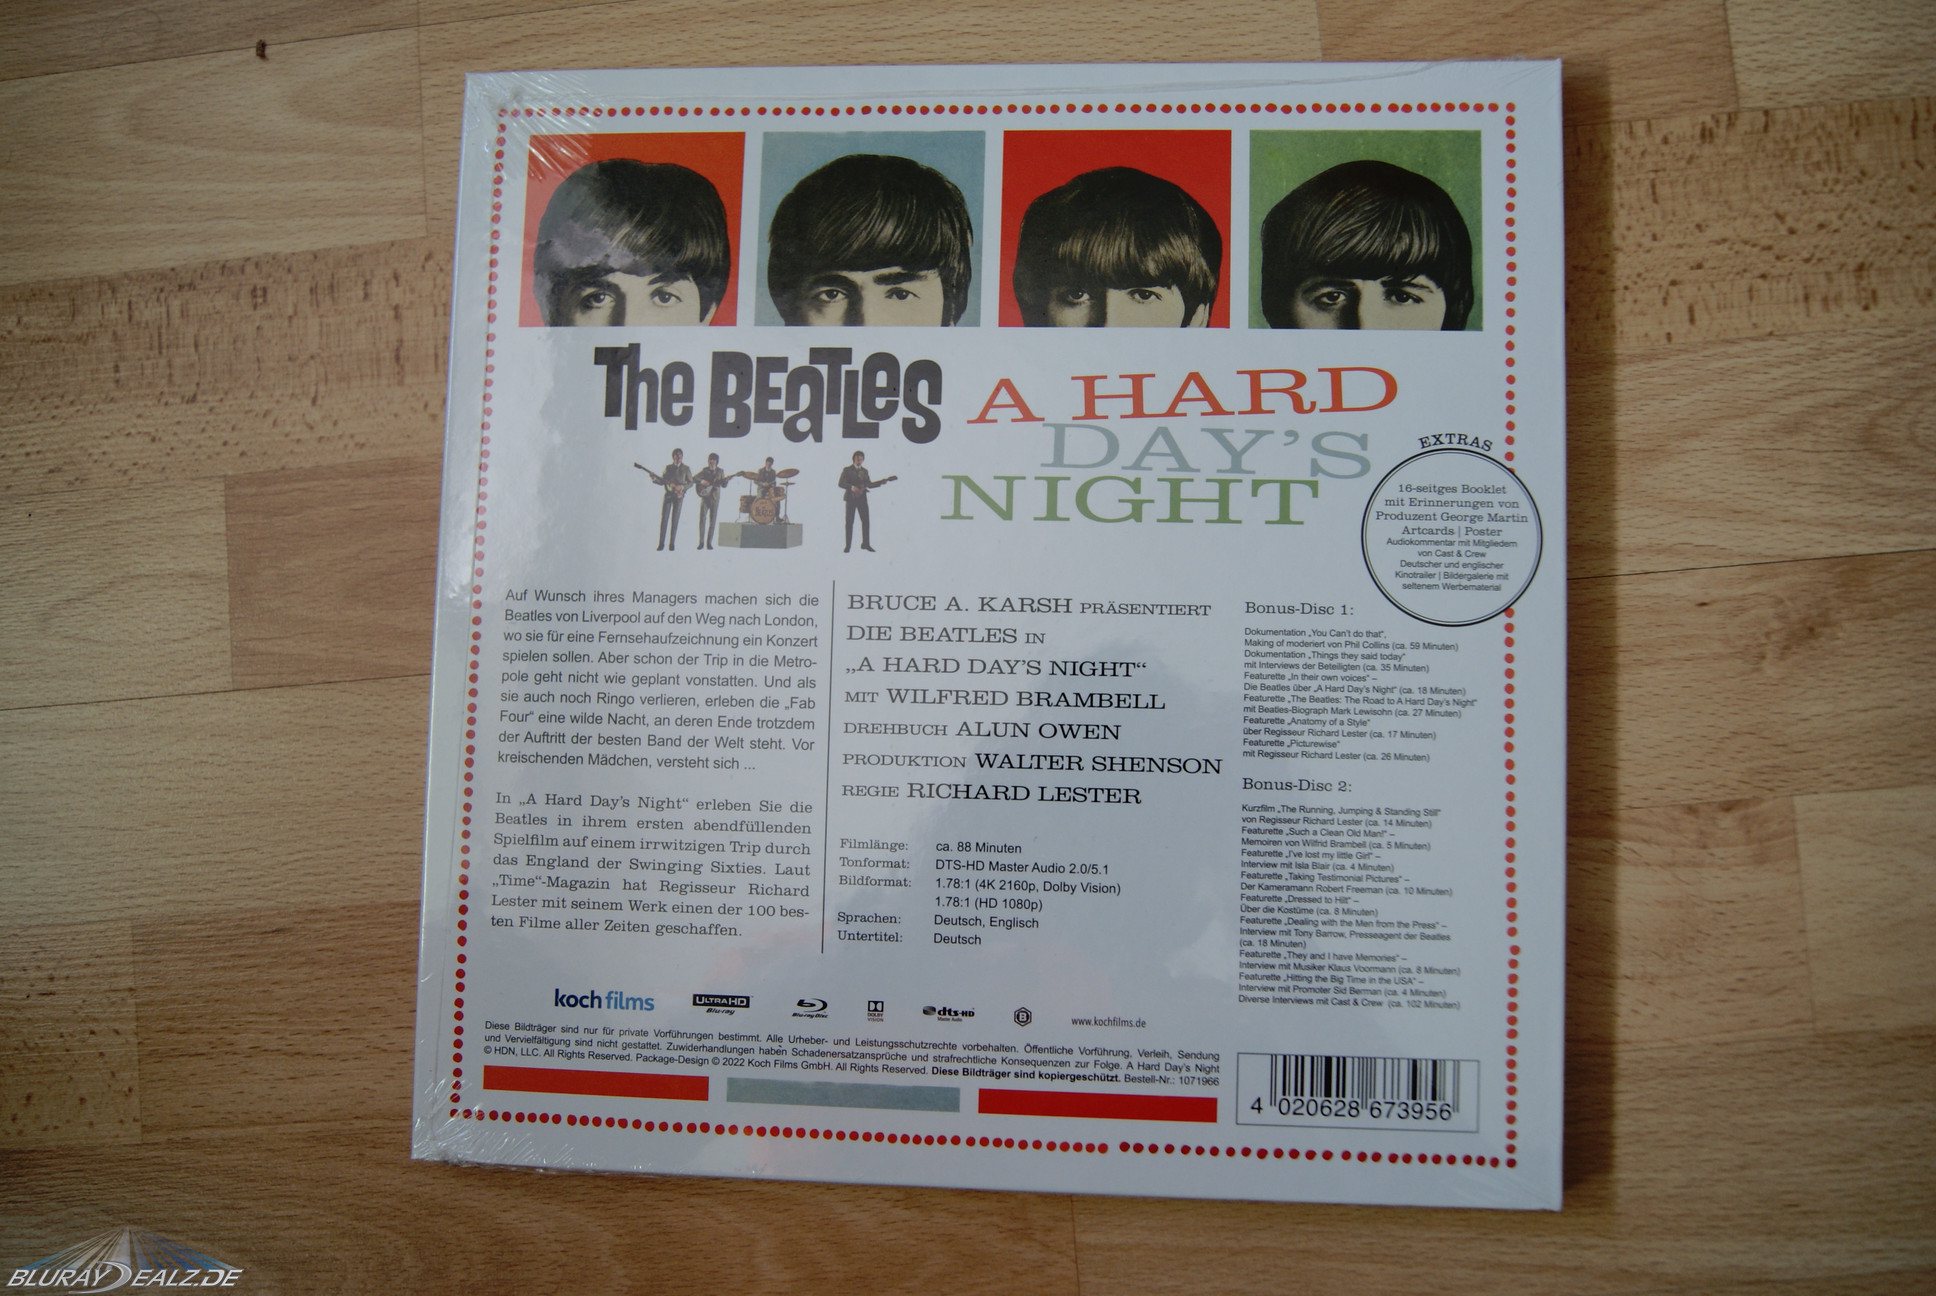 The BEATLES
A HARD
DAY'S
NIGHT
EXTRAS
16-seitges Booklet
mit Erinnerungen von
Produzent George Martin
Artcards | Poster
Audiokommentar mit Mitgliedern
von Cast & Crew
Deutscher und englischer
Kinotrailer | Bildergalerie mit
seltenem Werbematerial
Auf Wunsch ihres Managers machen sich die
Beatles von Liverpool auf den Weg nach London,
wo sie für eine Fernsehaufzeichnung ein Konzert
spielen sollen. Aber schon der Trip in die Metro-
pole geht nicht wie geplant vonstatten. Und als
sie auch noch Ringo verlieren, erleben die „Fab
Four“ eine wilde Nacht, an deren Ende trotzdem
der Auftritt der besten Band der Welt steht. Vor
kreischenden Mädchen, versteht sich ...
In „A Hard Day's Night“ erleben Sie die
Beatles in ihrem ersten abendfüllenden
Spielfilm auf einem irrwitzigen Trip durch
das England der Swinging Sixties. Laut
„Time“-Magazin hat Regisseur Richard
Lester mit seinem Werk einen der 100 bes-
ten Filme aller Zeiten geschaffen.
BRUCE A. KARSH PRÄSENTIERT
DIE BEATLES IN
„A HARD DAY'S NIGHT“
MIT WILFRED BRAMBELL
DREHBUCH ALUN OWEN
PRODUKTION WALTER SHENSON
REGIE RICHARD LESTER
Filmlänge: ca. 88 Minuten
Tonformat: DTS-HD Master Audio 2.0/5.1
Bildformat: 1.78:1 (4K 2160p, Dolby Vision)
1.78:1 (HD 1080p)
Sprachen: Deutsch, Englisch
Untertitel: Deutsch
Bonus-Disc 1:
Dokumentation „You Can't do that“,
Making of moderiert von Phil Collins (ca. 59 Minuten)
Dokumentation „Things they said today“
mit Interviews der Beteiligten (ca. 35 Minuten)
Featurette „In their own voices“ –
Die Beatles über „A Hard Day's Night“ (ca. 18 Minuten)
Featurette „The Beatles: The Road to A Hard Day's Night“
mit Beatles-Biograph Mark Lewisohn (ca. 27 Minuten)
Featurette „Anatomy of a Style“
über Regisseur Richard Lester (ca. 17 Minuten)
Featurette „Picturewise“
mit Regisseur Richard Lester (ca. 26 Minuten)
Bonus-Disc 2:
Kurzfilm „The Running, Jumping & Standing Still“
von Regisseur Richard Lester (ca. 14 Minuten)
Featurette „Such a Clean Old Man!“ –
Memoiren von Wilfrid Brambell (ca. 5 Minuten)
Featurette „I've lost my little Girl“ –
Interview mit Isla Blair (ca. 4 Minuten)
Featurette „Taking Testimonial Pictures“ –
Der Kameramann Robert Freeman (ca. 10 Minuten)
Featurette „Dressed to Hilt“ –
Über die Kostüme (ca. 8 Minuten)
Featurette „Dealing with the Men from the Press“ –
Interview mit Tony Barrow, Presseagent der Beatles
(ca. 18 Minuten)
Featurette „They and I have Memories“ –
Interview mit Musiker Klaus Voormann (ca. 8 Minuten)
Featurette „Hitting the Big Time in the USA“ –
Interview mit Promoter Sid Berman (ca. 4 Minuten)
Diverse Interviews mit Cast & Crew (ca. 102 Minuten)
koch films
ULTRA HD Blu-ray
Blu-ray Disc
DOLBY VISION
dts-HD Master Audio
B
www.kochfilms.de
Diese Bildträger sind nur für private Vorführungen bestimmt. Alle Urheber- und Leistungsschutzrechte vorbehalten. Öffentliche Vorführung, Verleih, Sendung
und Vervielfältigung sind nicht gestattet. Zuwiderhandlungen haben Schadenersatzansprüche und strafrechtliche Konsequenzen zur Folge. A Hard Day's Night
© HDN, LLC. All Rights Reserved. Package-Design © 2022 Koch Films GmbH. All Rights Reserved. Diese Bildträger sind kopiergeschützt. Bestell-Nr.: 1071966
4 020628 673956
BLURAYDEALZ.DE